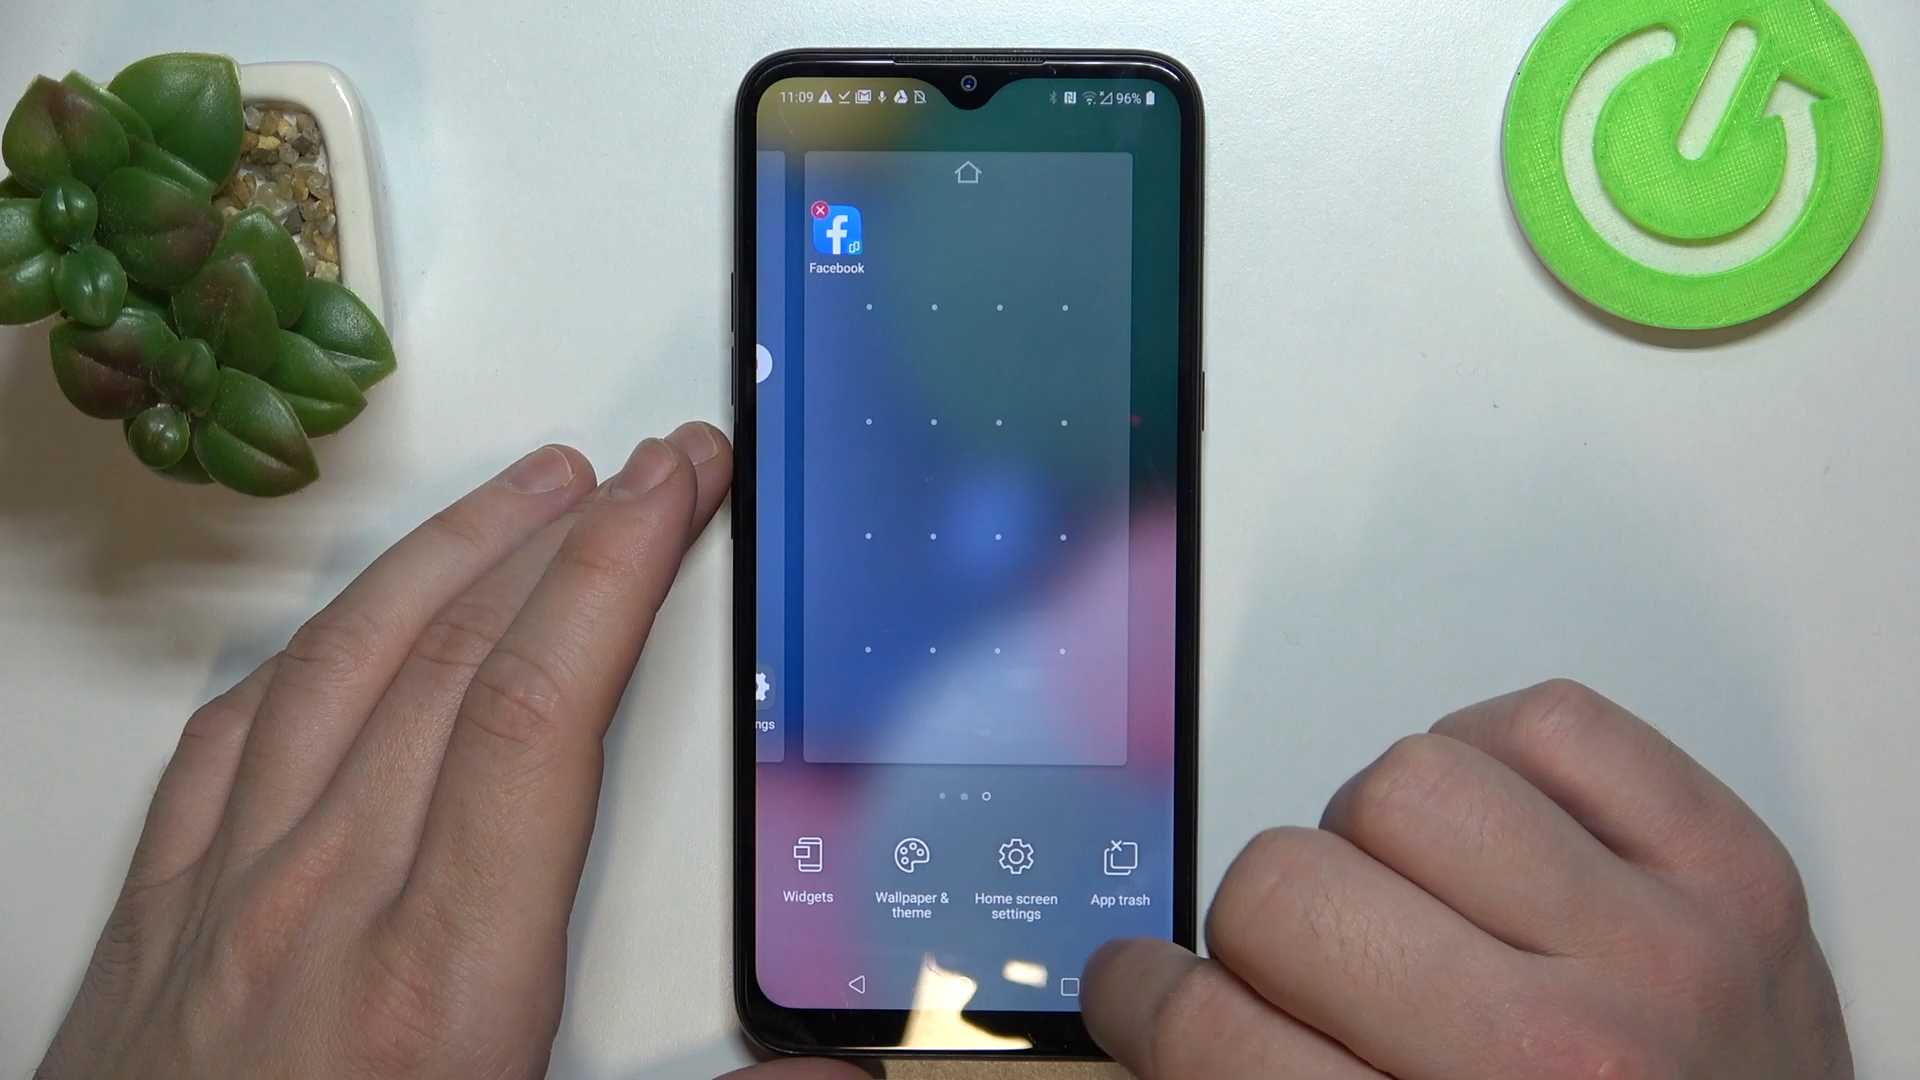 11:09
96%
Facebook
ngs
Widgets
Wallpaper &
theme
Home screen
settings
App trash